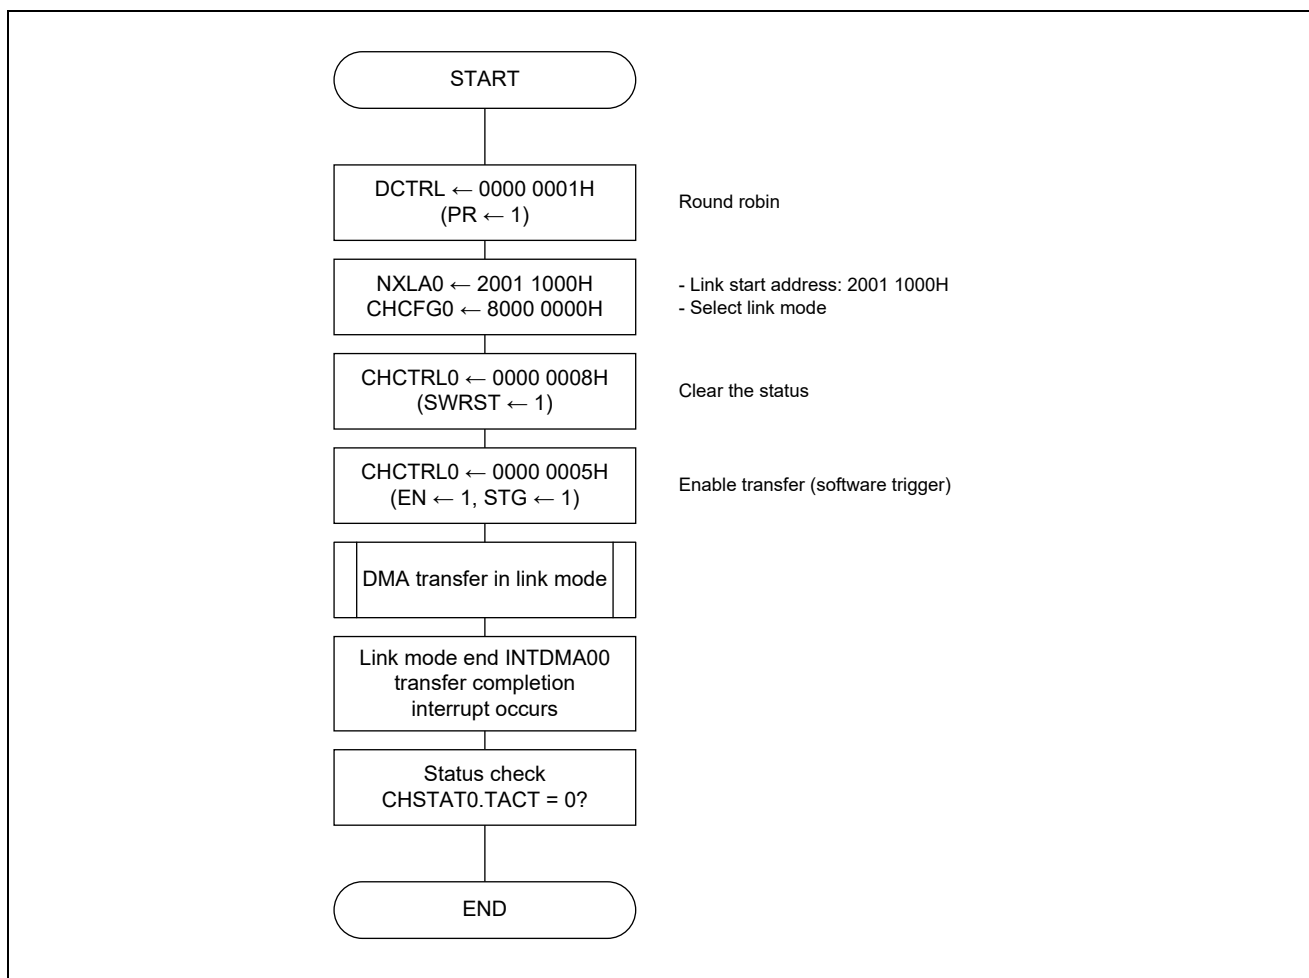 START
DCTRL ← 0000 0001H
(PR ← 1)
Round robin
NXLA0 ← 2001 1000H
CHCFG0 ← 8000 0000H
- Link start address: 2001 1000H
- Select link mode
CHCTRL0 ← 0000 0008H
(SWRST ← 1)
Clear the status
CHCTRL0 ← 0000 0005H
(EN ← 1, STG ← 1)
Enable transfer (software trigger)
DMA transfer in link mode
Link mode end INTDMA00
transfer completion
interrupt occurs
Status check
CHSTAT0.TACT = 0?
END